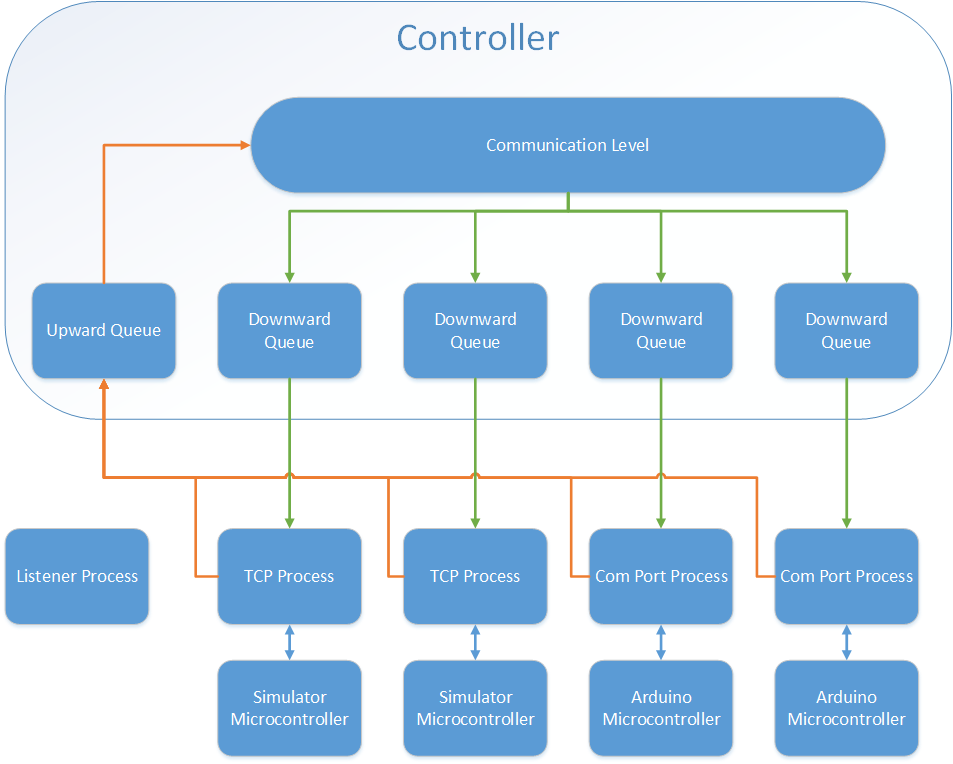 Controller
Communication Level
Upward Queue
Downward
Queue
Downward
Queue
Downward
Queue
Downward
Queue
Listener Process
TCP Process
TCP Process
Com Port Process
Com Port Process
Simulator
Microcontroller
Simulator
Microcontroller
Arduino
Microcontroller
Arduino
Microcontroller